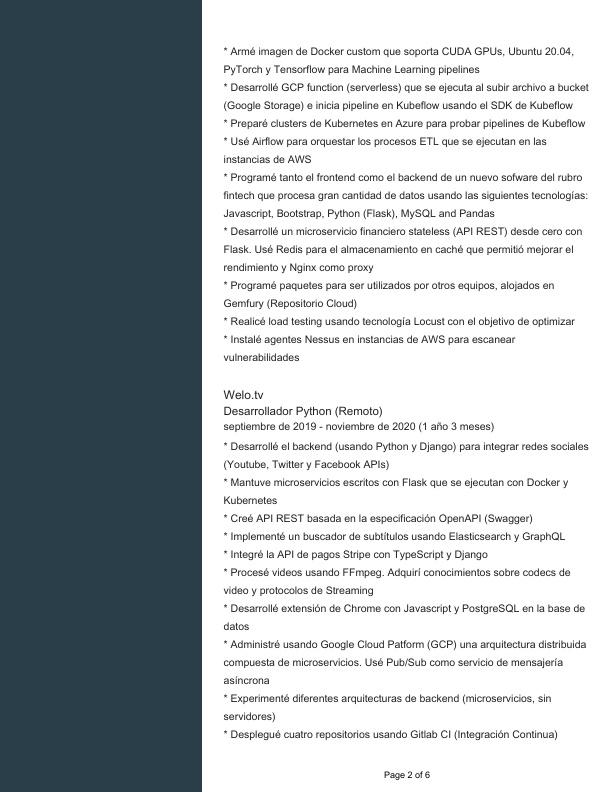 * Armé imagen de Docker custom que soporta CUDA GPUs, Ubuntu 20.04,
PyTorch y Tensorflow para Machine Learning pipelines
* Desarrollé GCP function (serverless) que se ejecuta al subir archivo a bucket
(Google Storage) e inicia pipeline en Kubeflow usando el SDK de Kubeflow
* Preparé clusters de Kubernetes en Azure para probar pipelines de Kubeflow
* Usé Airflow para orquestar los procesos ETL que se ejecutan en las
instancias de AWS
* Programé tanto el frontend como el backend de un nuevo sofware del rubro
fintech que procesa gran cantidad de datos usando las siguientes tecnologías:
Javascript, Bootstrap, Python (Flask), MySQL and Pandas
* Desarrollé un microservicio financiero stateless (API REST) desde cero con
Flask. Usé Redis para el almacenamiento en caché que permitió mejorar el
rendimiento y Nginx como proxy
* Programé paquetes para ser utilizados por otros equipos, alojados en
Gemfury (Repositorio Cloud)
* Realicé load testing usando tecnología Locust con el objetivo de optimizar
* Instalé agentes Nessus en instancias de AWS para escanear
vulnerabilidades
Welo.tv
Desarrollador Python (Remoto)
septiembre de 2019 - noviembre de 2020 (1 año 3 meses)
* Desarrollé el backend (usando Python y Django) para integrar redes sociales
(Youtube, Twitter y Facebook APIs)
* Mantuve microservicios escritos con Flask que se ejecutan con Docker y
Kubernetes
* Creé API REST basada en la especificación OpenAPI (Swagger)
* Implementé un buscador de subtítulos usando Elasticsearch y GraphQL
* Integré la API de pagos Stripe con TypeScript y Django
* Procesé videos usando FFmpeg. Adquirí conocimientos sobre codecs de
video y protocolos de Streaming
* Desarrollé extensión de Chrome con Javascript y PostgreSQL en la base de
datos
* Administré usando Google Cloud Patform (GCP) una arquitectura distribuida
compuesta de microservicios. Usé Pub/Sub como servicio de mensajería
asíncrona
* Experimenté diferentes arquitecturas de backend (microservicios, sin
servidores)
* Desplegué cuatro repositorios usando Gitlab CI (Integración Continua)
Page 2 of 6